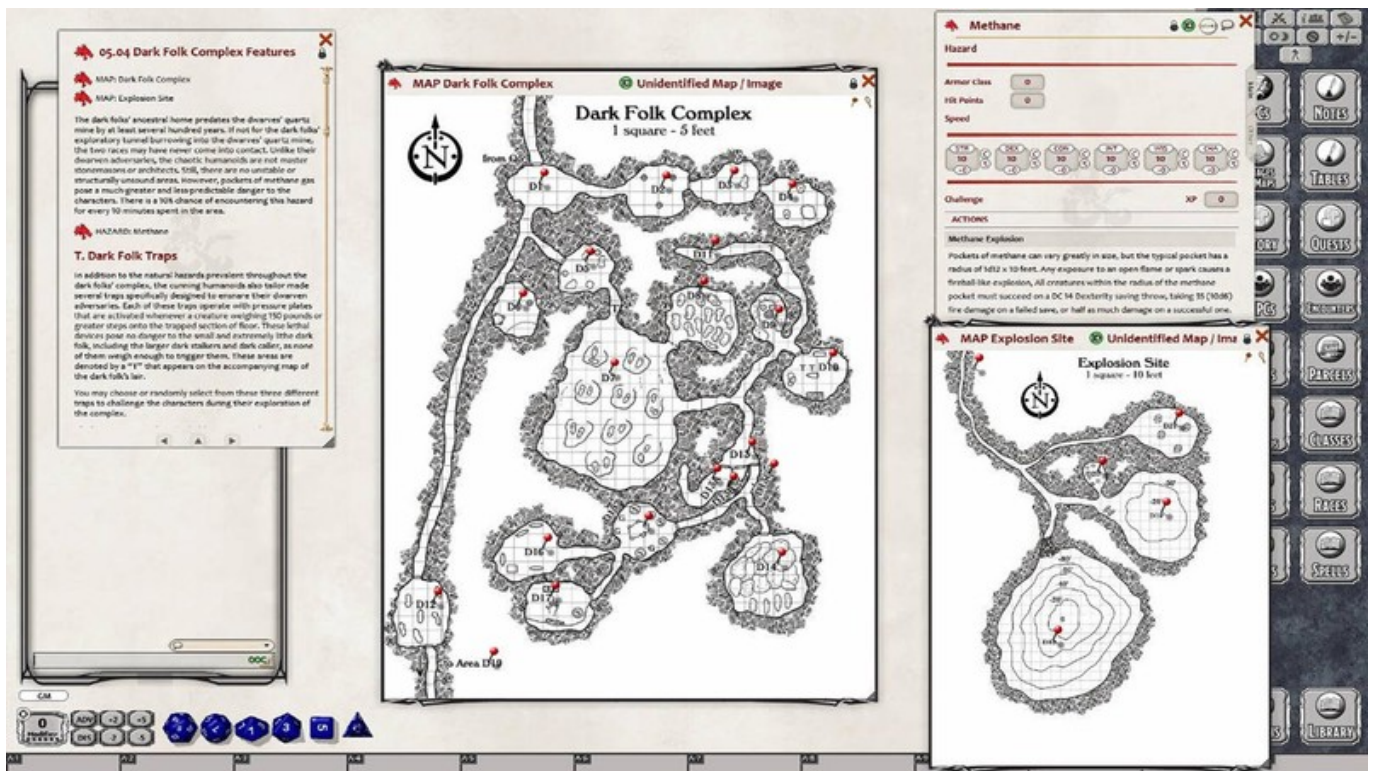 05.04 Dark Folk Complex Features
MAP: Dark Folk Complex
MAP: Explosion Site
The dark folks' ancestral home predates the dwarves' quartz
mine by at least several hundred years. If not for the dark folks'
exploratory tunnel burrowing into the dwarves' quartz mine,
the two races may have never come into contact. Unlike their
dwarven adversaries, the chaotic humanoids are not master
stonemasons or architects. Still, there are no unstable or
structurally unsound areas. However, pockets of methane gas
pose a much greater and less predictable danger to the
characters. There is a 10% chance of encountering this hazard
for every 10 minutes spent in the area.
HAZARD: Methane
T. Dark Folk Traps
In addition to the natural hazards prevalent throughout the
dark folks' complex, the cunning humanoids also tailor made
several traps specifically designed to ensnare their dwarven
adversaries. Each of these traps operate with pressure plates
that are activated whenever a creature weighing 150 pounds or
greater steps onto the trapped section of floor. These lethal
devices pose no danger to the small and extremely lithe dark
folk, including the larger dark stalkers and dark caller, as none
of them weigh enough to trigger them. These areas are
denoted by a "T" that appears on the accompanying map of
the dark folk's lair.
You may choose or randomly select from these three different
traps to challenge the characters during their exploration of
the complex.
OOC
GM
0
Modifier
ADV
+2
+5
DIS
-2
-5
MAP Dark Folk Complex
Unidentified Map / Image
Dark Folk Complex
1 square - 5 feet
N
from
D1
D2
D3
D4
D11
D5
D8
D6
D9
D7
D10
T T
D13
D16
D14
D17
D12
Area D19
Methane
Hazard
Armor Class
0
Hit Points
0
Speed
STR
DEX
CON
INT
WIS
CHA
10
10
10
10
10
10
Challenge
XP
0
ACTIONS
Methane Explosion
Pockets of methane can vary greatly in size, but the typical pocket has a
radius of 1d12 x 10 feet. Any exposure to an open flame or spark causes a
fireball-like explosion, All creatures within the radius of the methane
pocket must succeed on a DC 14 Dexterity saving throw, taking 35 (10d6)
fire damage on a failed save, or half as much damage on a successful one.
MAP Explosion Site
Unidentified Map / Ima
Explosion Site
1 square - 10 feet
N
+/-
NOTES
TABLES
QUESTS
ENCOUNTERS
PARCELS
CLASSES
RACES
SPELLS
LIBRARY